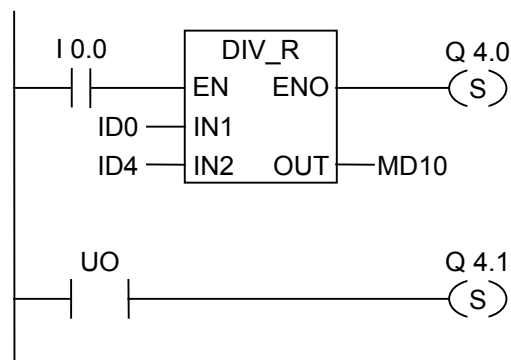 I 0.0
DIV_R
Q 4.0
EN ENO
S
ID0
IN1
ID4
IN2
OUT
MD10
UO
Q 4.1
S